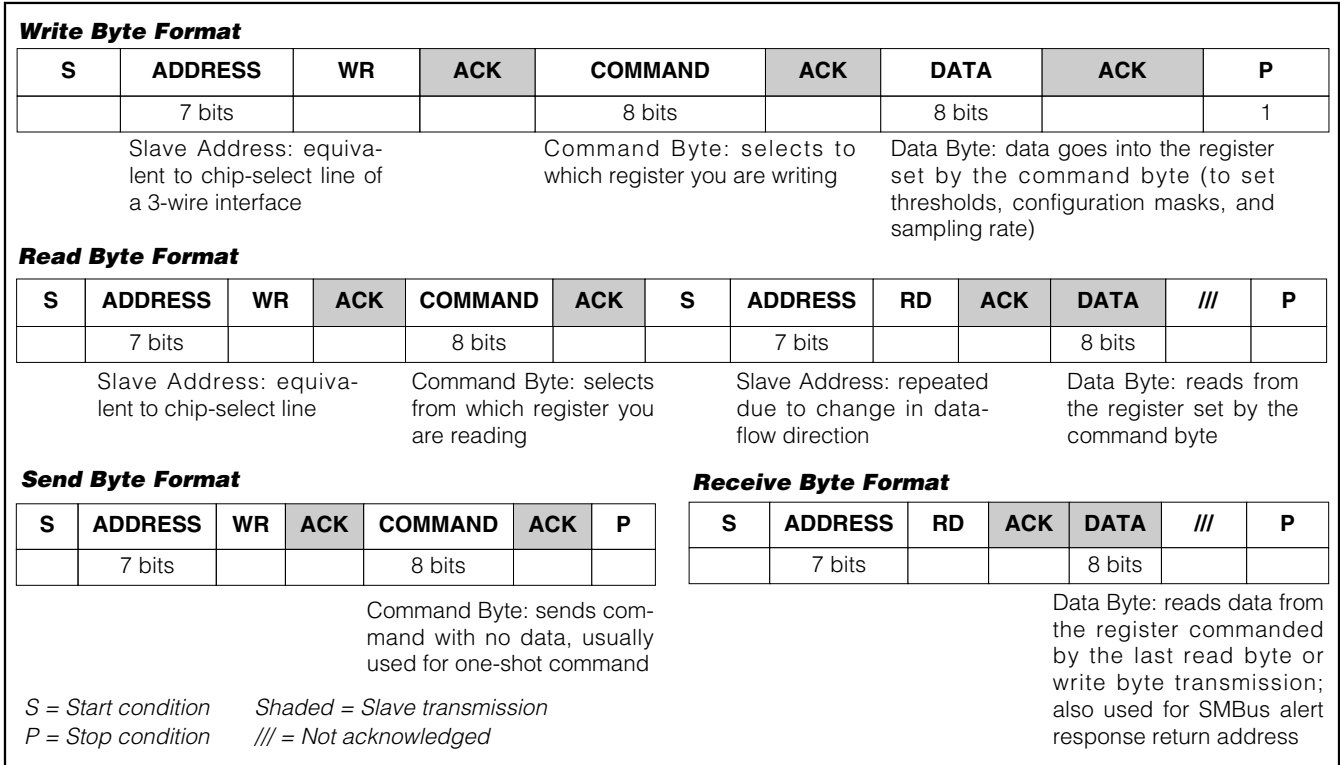 Write Byte Format
S ADDRESS WR ACK COMMAND ACK DATA ACK P
7 bits 8 bits 8 bits 1
Slave Address: equiva-
lent to chip-select line of
a 3-wire interface
Command Byte: selects to
which register you are writing
Data Byte: data goes into the register
set by the command byte (to set
thresholds, configuration masks, and
sampling rate)
Read Byte Format
S ADDRESS WR ACK COMMAND ACK S ADDRESS RD ACK DATA /// P
7 bits 8 bits 7 bits 8 bits
Slave Address: equiva-
lent to chip-select line
Command Byte: selects
from which register you
are reading
Slave Address: repeated
due to change in data-
flow direction
Data Byte: reads from
the register set by the
command byte
Send Byte Format
S ADDRESS WR ACK COMMAND ACK P
7 bits 8 bits
Command Byte: sends com-
mand with no data, usually
used for one-shot command
Receive Byte Format
S ADDRESS RD ACK DATA /// P
7 bits 8 bits
Data Byte: reads data from
the register commanded
by the last read byte or
write byte transmission;
also used for SMBus alert
response return address
S = Start condition Shaded = Slave transmission
P = Stop condition /// = Not acknowledged